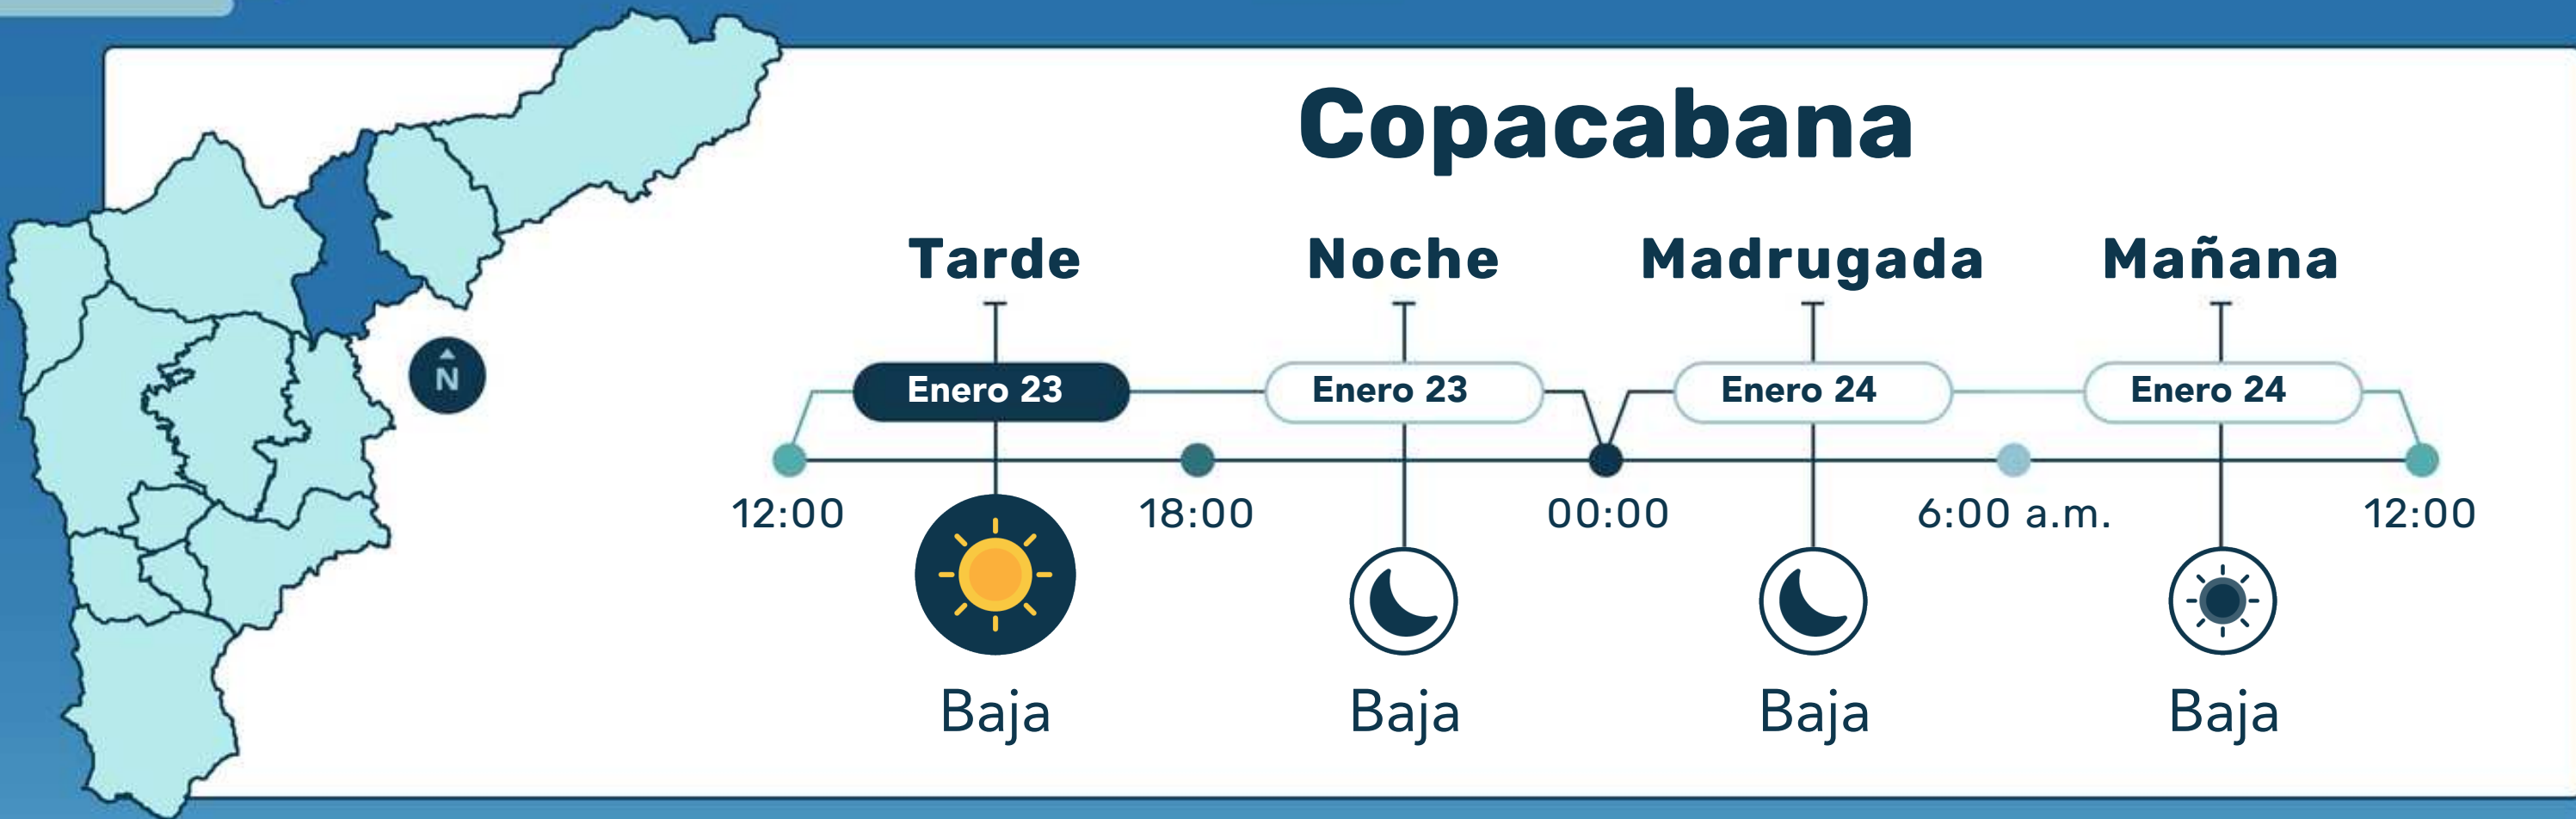 Copacabana
Tarde Noche Madrugada Mañana
N
Enero 23 Enero 23 Enero 24 Enero 24
12:00 18:00 00:00 6:00 a.m. 12:00
Baja Baja Baja Baja